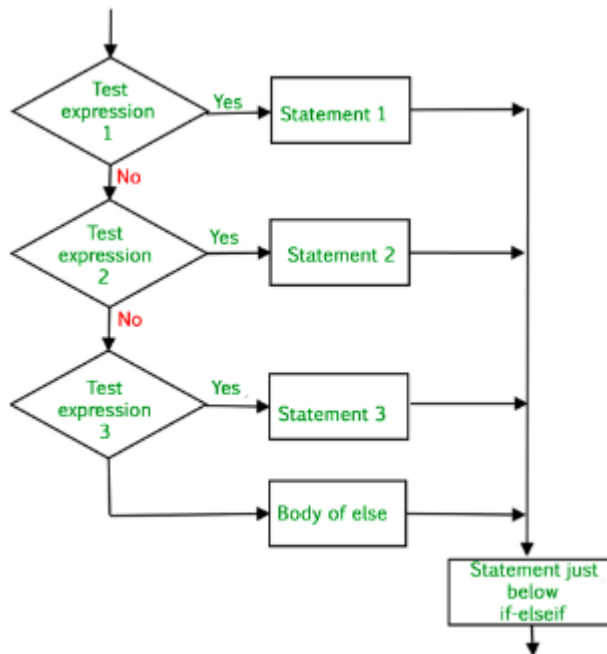 Test
expression
1
Yes
Statement 1
No
Test
expression
2
Yes
Statement 2
No
Test
expression
3
Yes
Statement 3
Body of else
Statement just
below
if-elseif